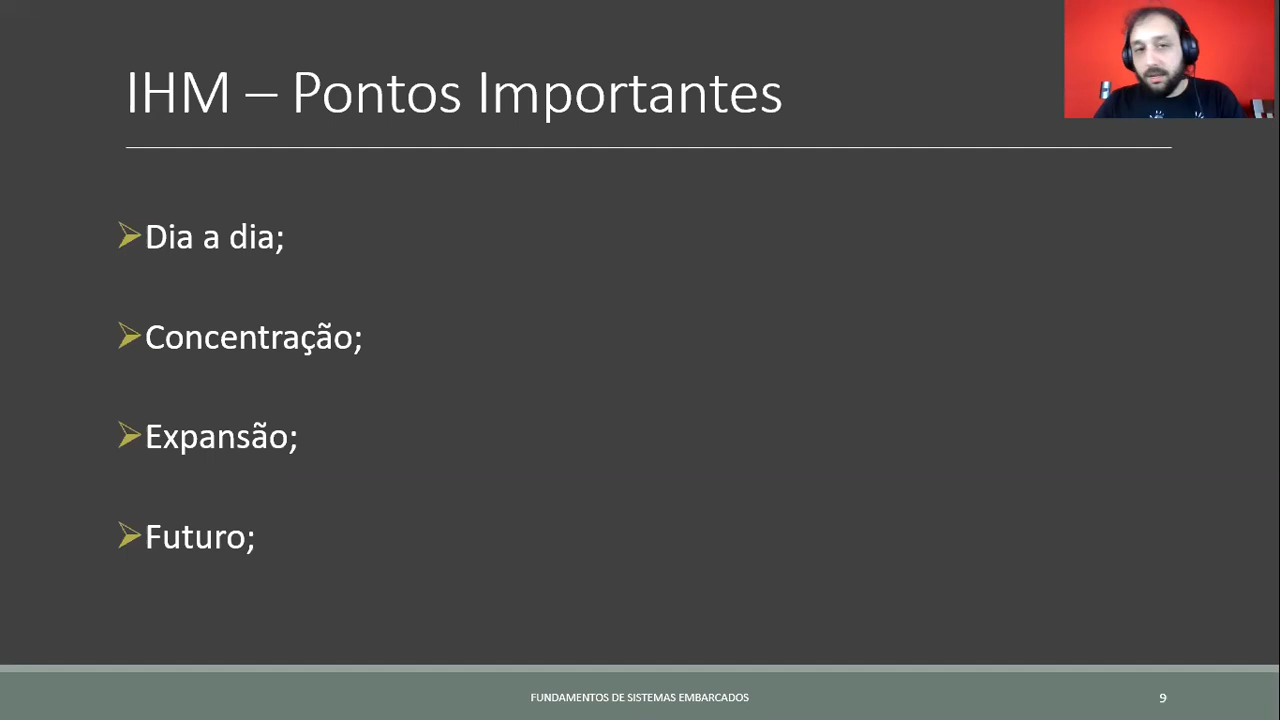 IHM – Pontos Importantes
Dia a dia;
Concentração;
Expansão;
Futuro;
FUNDAMENTOS DE SISTEMAS EMBARCADOS
9